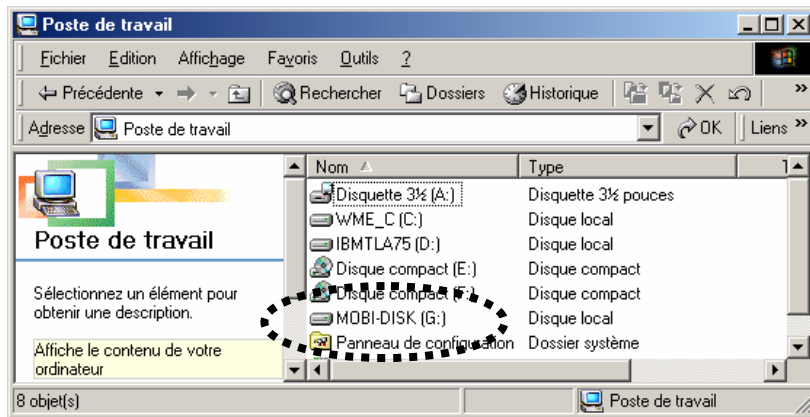 Poste de travail
Fichier Edition Affichage Favoris Outils ?
Précédente Rechercher Dossiers Historique »
Adresse Poste de travail OK Liens »
Nom Type
Disquette 3½ (A:) Disquette 3½ pouces
WME_C (C:) Disque local
IBMTLA75 (D:) Disque local
Poste de travail
Disque compact (E:) Disque compact
Sélectionnez un élément pour
Disque compact (F:) Disque compact
obtenir une description.
MOBI-DISK (G:) Disque local
Affiche le contenu de votre
Panneau de configuration Dossier système
ordinateur
8 objet(s) Poste de travail